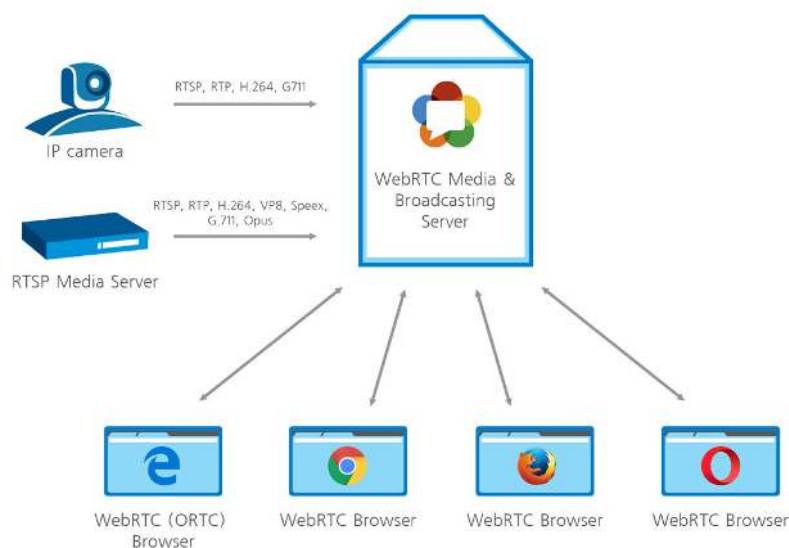 RTSP, RTP, H.264, G711
IP camera
WebRTC Media &
Broadcasting
Server
RTSP, RTP, H.264, VP8, Speex,
G.711, Opus
RTSP Media Server
WebRTC (ORTC)
Browser
WebRTC Browser
WebRTC Browser
WebRTC Browser